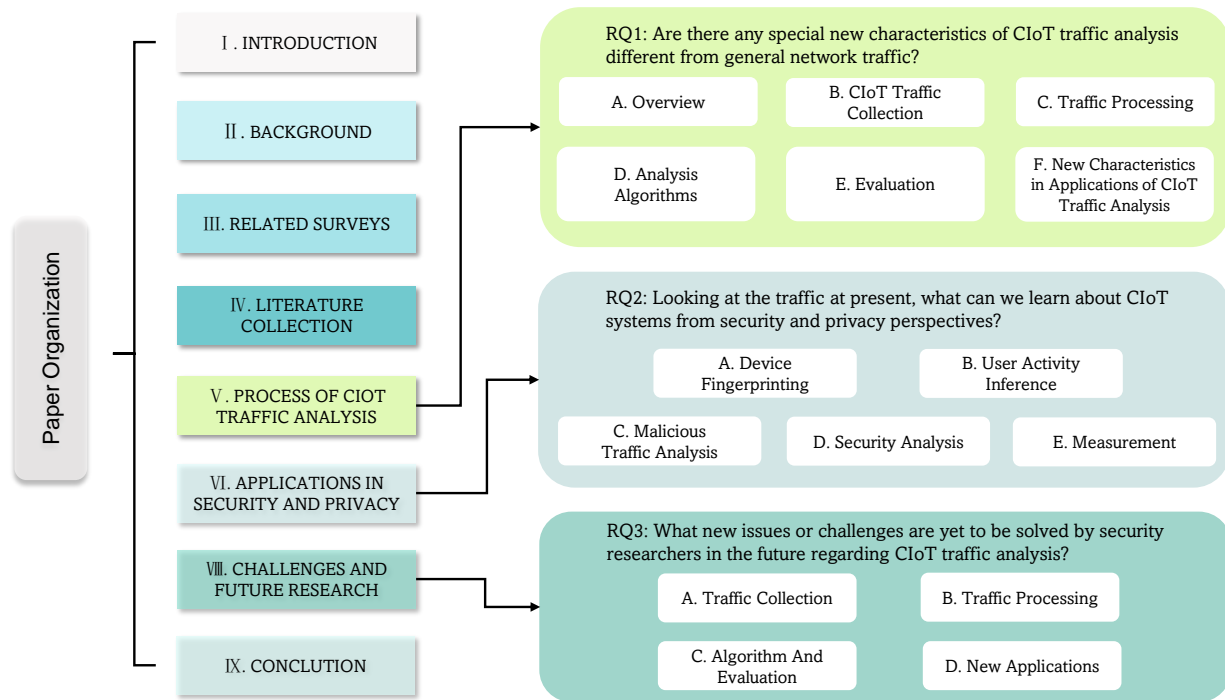 Paper Organization
Ⅰ. INTRODUCTION
Ⅱ. BACKGROUND
Ⅲ. RELATED SURVEYS
Ⅳ. LITERATURE
COLLECTION
Ⅴ. PROCESS OF CIOT
TRAFFIC ANALYSIS
Ⅵ. APPLICATIONS IN
SECURITY AND PRIVACY
Ⅷ. CHALLENGES AND
FUTURE RESEARCH
Ⅸ. CONCLUTION
RQ1: Are there any special new characteristics of CIoT traffic analysis
different from general network traffic?
A. Overview
B. CIoT Traffic
Collection
C. Traffic Processing
D. Analysis
Algorithms
E. Evaluation
F. New Characteristics
in Applications of CIoT
Traffic Analysis
RQ2: Looking at the traffic at present, what can we learn about CIoT
systems from security and privacy perspectives?
A. Device
Fingerprinting
B. User Activity
Inference
C. Malicious
Traffic Analysis
D. Security Analysis
E. Measurement
RQ3: What new issues or challenges are yet to be solved by security
researchers in the future regarding CIoT traffic analysis?
A. Traffic Collection
B. Traffic Processing
C. Algorithm And
Evaluation
D. New Applications